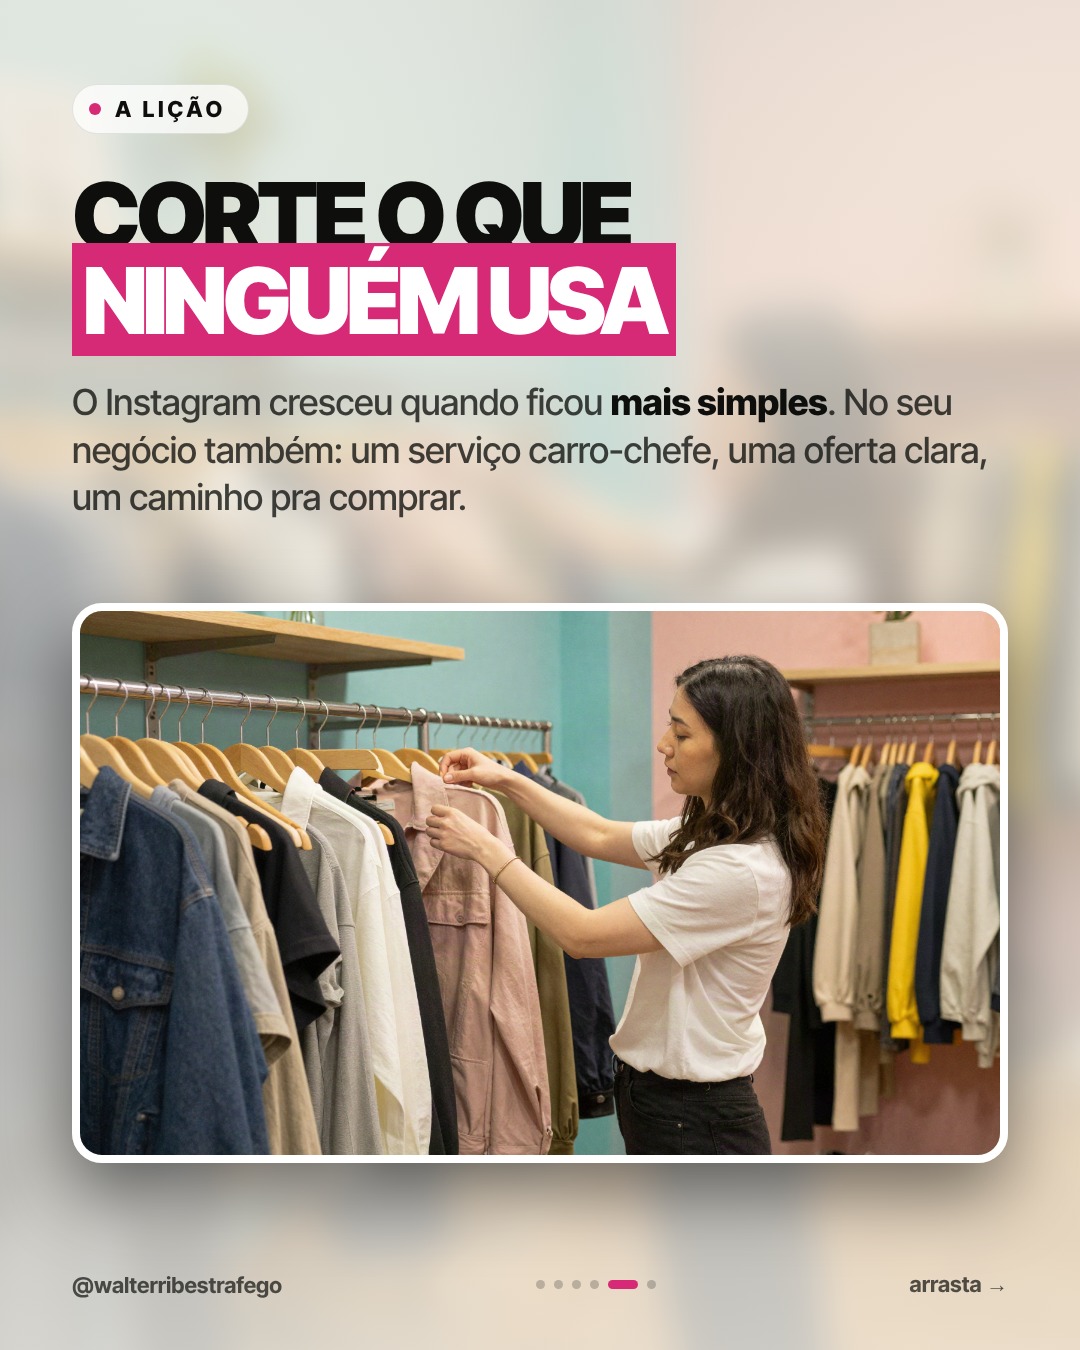 A LIÇÃO
CORTE O QUE
NINGUÉM USA
O Instagram cresceu quando ficou mais simples. No seu
negócio também: um serviço carro-chefe, uma oferta clara,
um caminho pra comprar.
@walterribestrafego
arrasta →